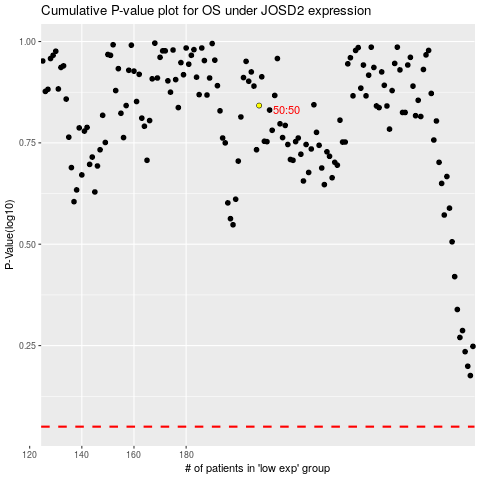 Cumulative P-value plot for OS under JOSD2 expression
1.00
0.75
0.50
0.25
P-Value(log10)
50:50
120 140 160 180
# of patients in 'low exp' group